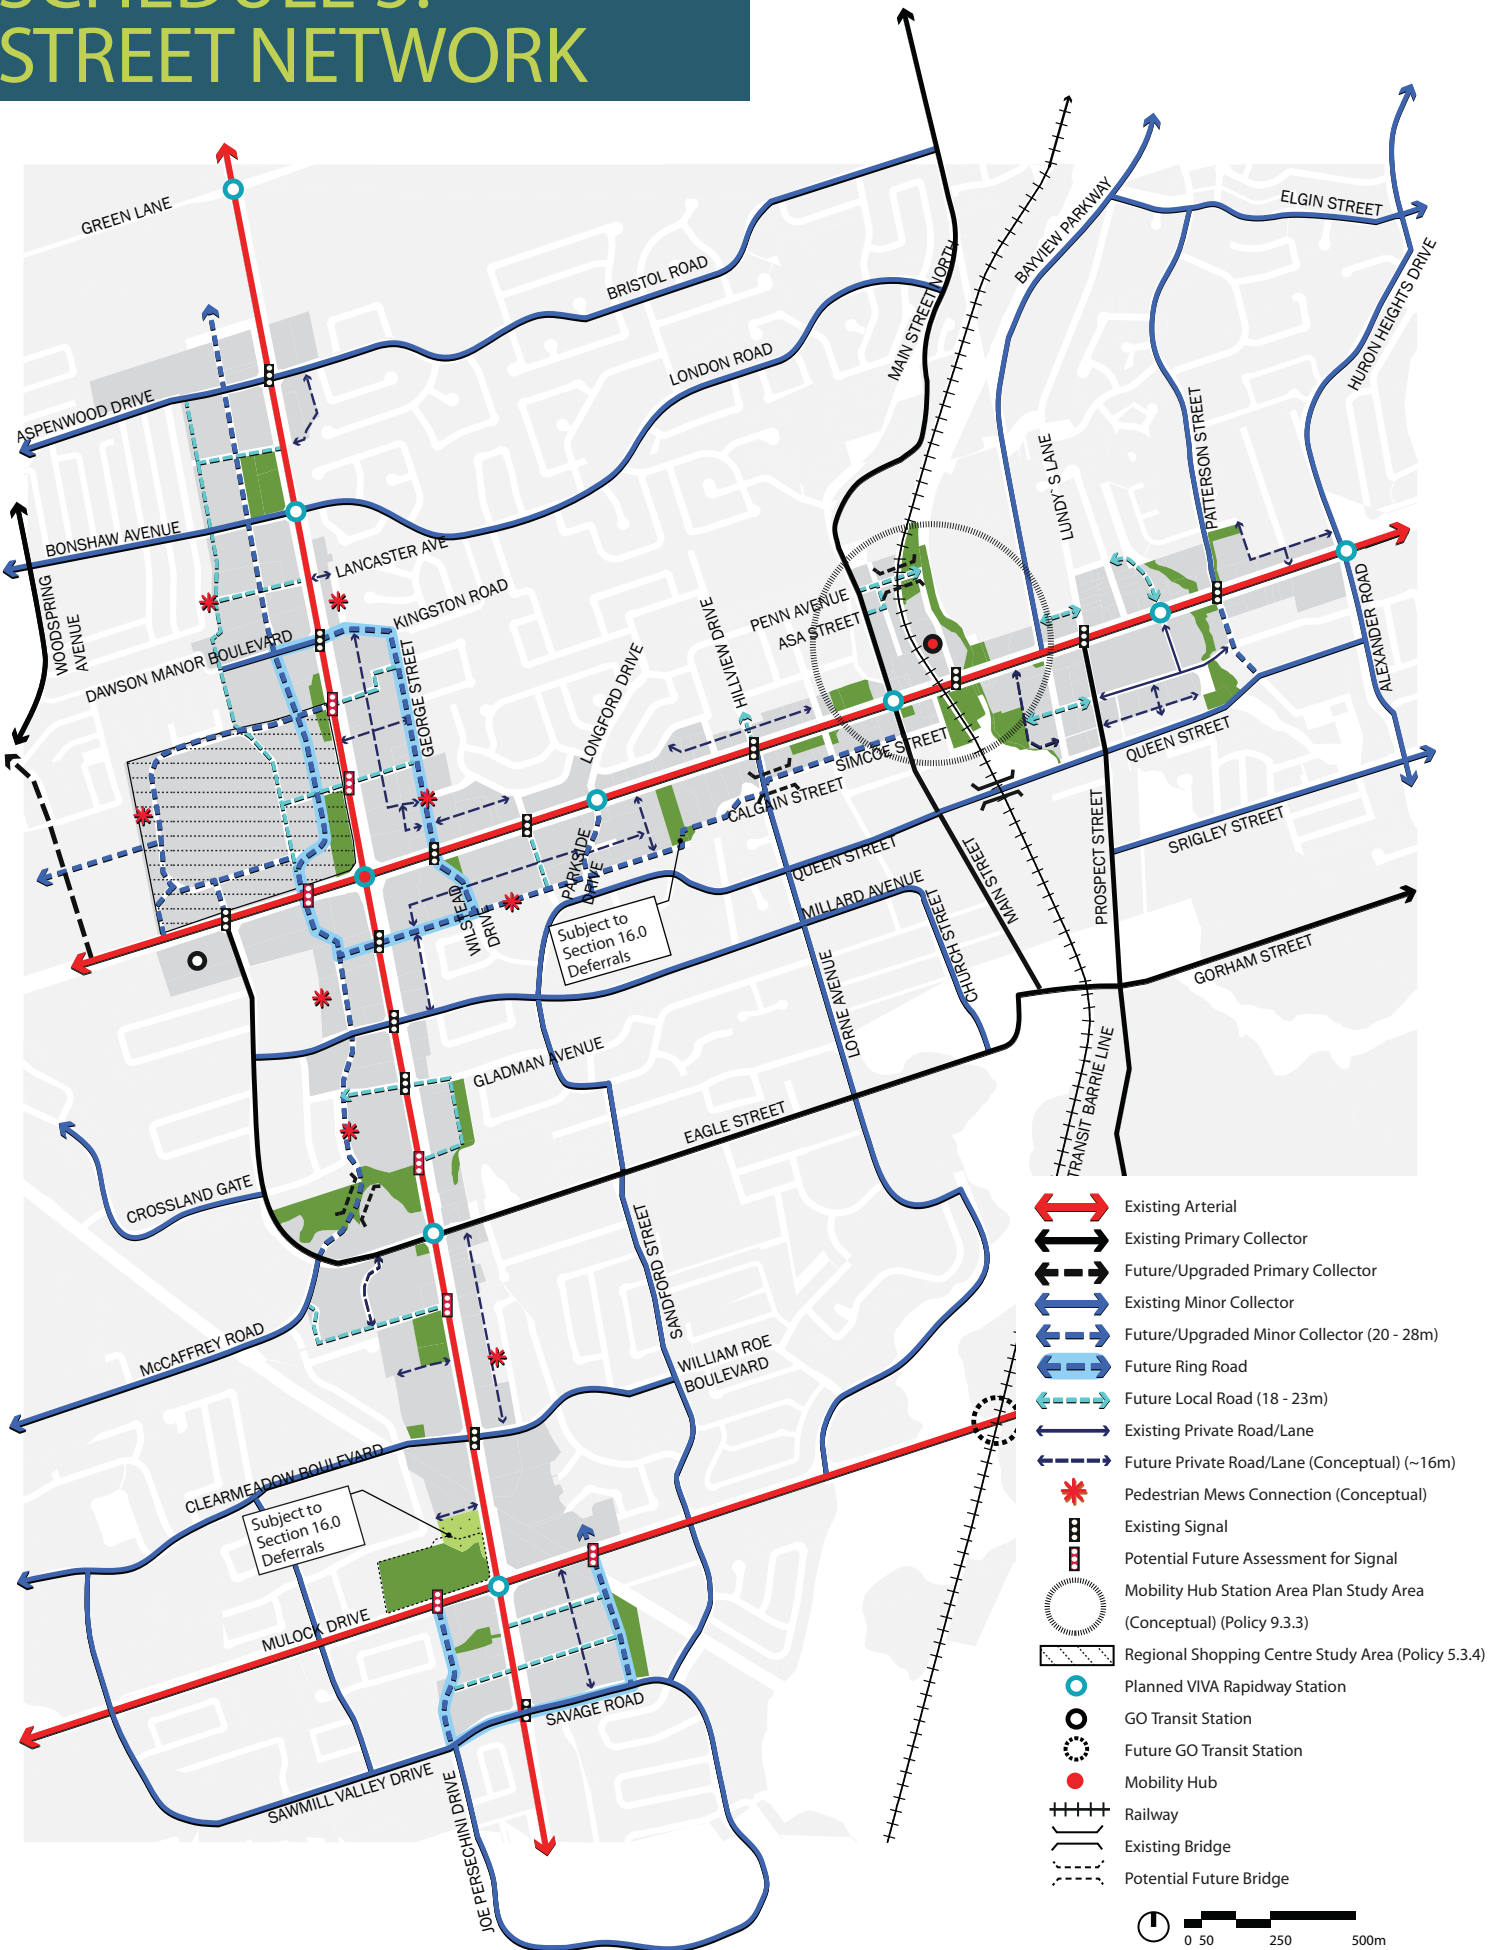 SCHEDULE 5:
STREET NETWORK
GREEN LANE
BRISTOL ROAD
LONDON ROAD
MAIN STREET NORTH
BAYVIEW PARKWAY
ELGIN STREET
HURON HEIGHTS DRIVE
ASPENWOOD DRIVE
BONSHAW AVENUE
LANCASTER AVE
KINGSTON ROAD
WOODSPRING
AVENUE
DAWSON MANOR BOULEVARD
GEORGE STREET
LONGFORD DRIVE
HILLVIEW DRIVE
PENN AVENUE
ASA STREET
LUNDY`S LANE
PATTERSON STREET
ALEXANDER ROAD
SIMCOE STREET
CALGAIN STREET
QUEEN STREET
QUEEN STREET
SRIGLEY STREET
PARKSIDE
DRIVE
WILSTEAD
DRIVE
MILLARD AVENUE
CHURCH STREET
MAIN STREET
PROSPECT STREET
GORHAM STREET
Subject to
Section 16.0
Deferrals
LORNE AVENUE
GLADMAN AVENUE
EAGLE STREET
TRANSIT BARRIE LINE
CROSSLAND GATE
SANDFORD STREET
McCAFFREY ROAD
WILLIAM ROE
BOULEVARD
CLEARMEADOW BOULEVARD
Subject to
Section 16.0
Deferrals
MULOCK DRIVE
SAVAGE ROAD
SAWMILL VALLEY DRIVE
JOE PERSECHINI DRIVE
Existing Arterial
Existing Primary Collector
Future/Upgraded Primary Collector
Existing Minor Collector
Future/Upgraded Minor Collector (20 - 28m)
Future Ring Road
Future Local Road (18 - 23m)
Existing Private Road/Lane
Future Private Road/Lane (Conceptual) (~16m)
Pedestrian Mews Connection (Conceptual)
Existing Signal
Potential Future Assessment for Signal
Mobility Hub Station Area Plan Study Area
(Conceptual) (Policy 9.3.3)
Regional Shopping Centre Study Area (Policy 5.3.4)
Planned VIVA Rapidway Station
GO Transit Station
Future GO Transit Station
Mobility Hub
Railway
Existing Bridge
Potential Future Bridge
0 50 250 500m